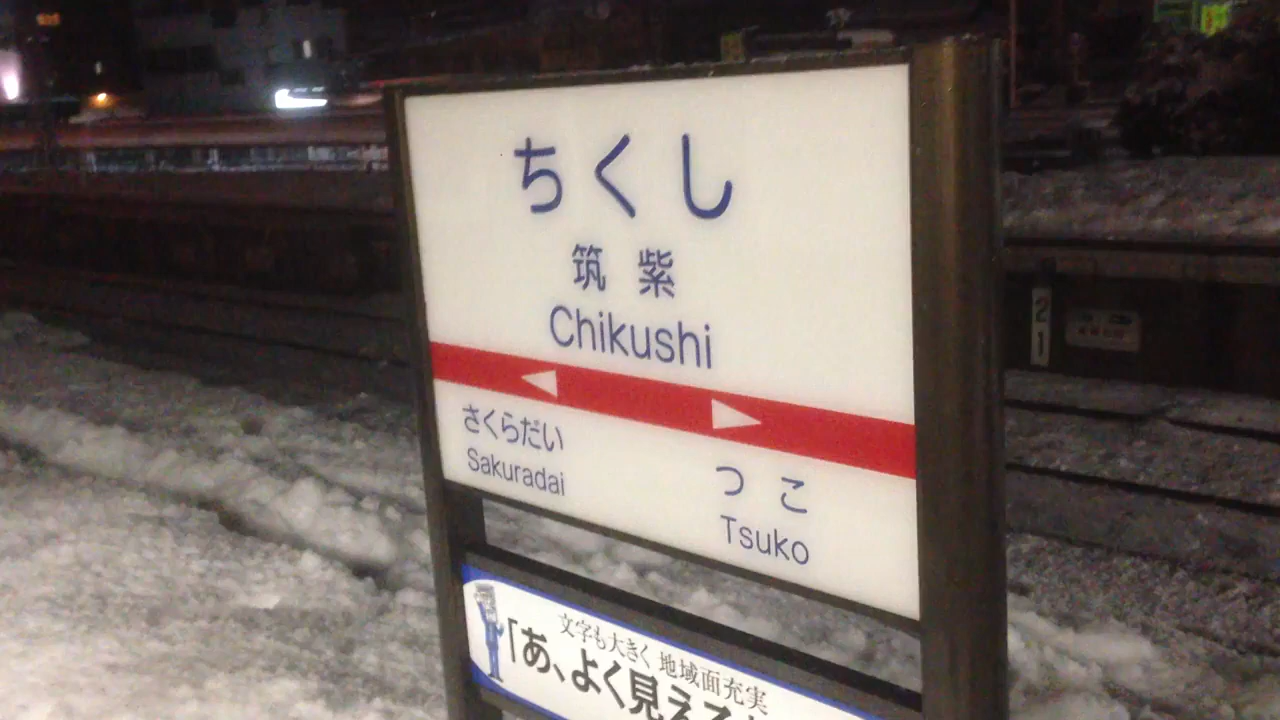 ちくし
筑紫
Chikushi
さくらだい
Sakuradai
つこ
Tsuko
文字も大きく 地域面充実
「あ、よく見え
21